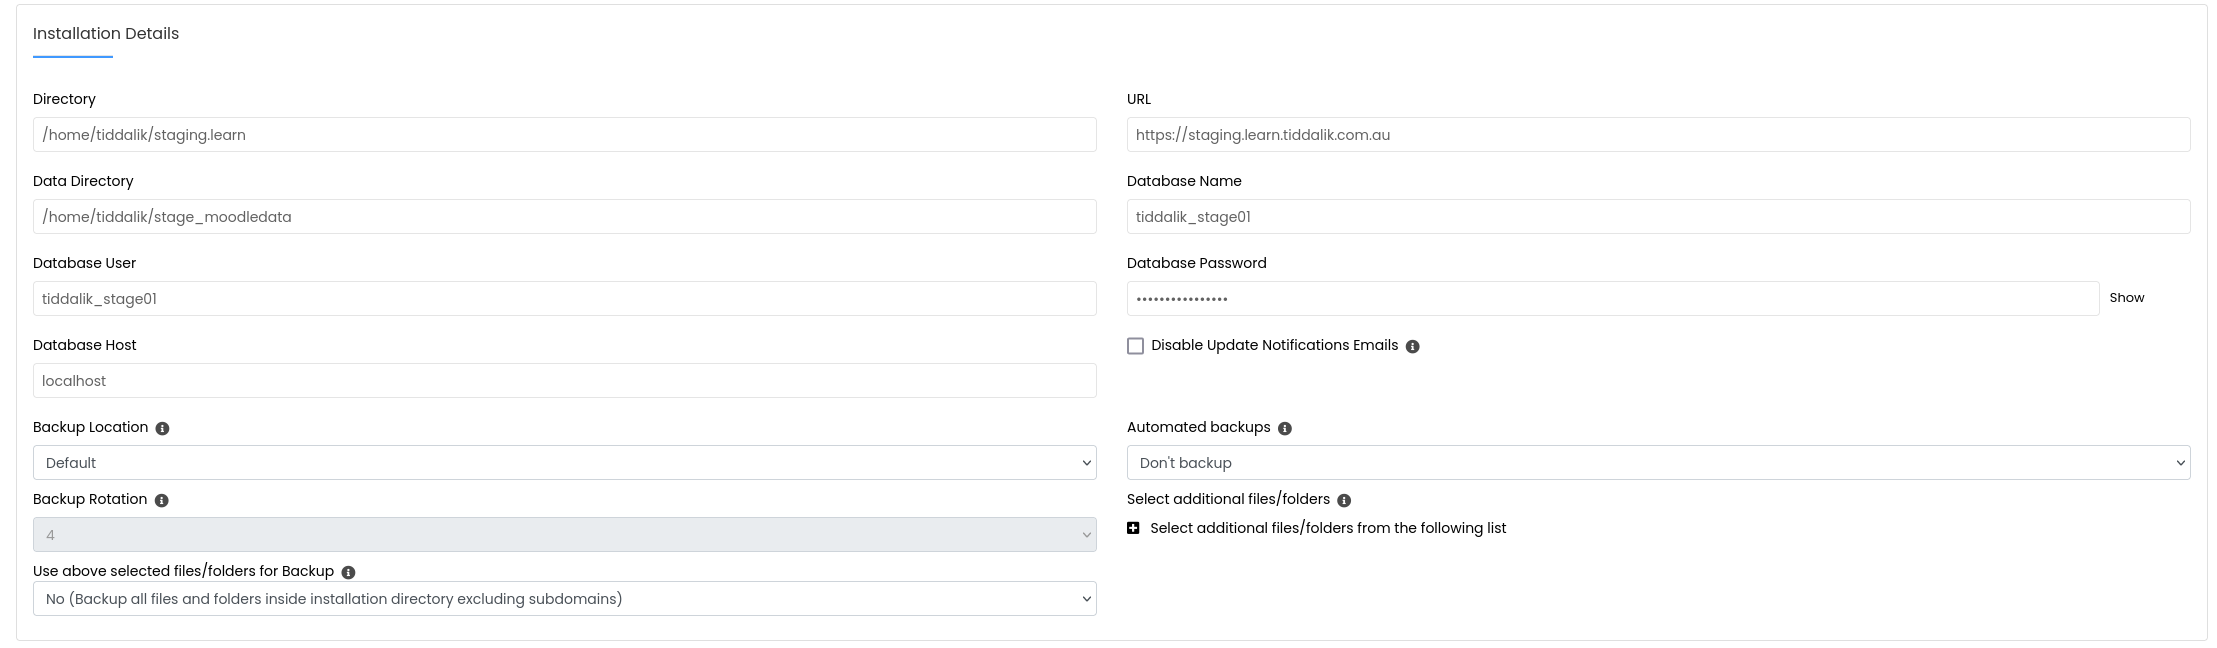 Installation Details
Directory
/home/tiddalik/staging.learn
URL
https://staging.learn.tiddalik.com.au
Data Directory
/home/tiddalik/stage_moodledata
Database Name
tiddalik_stage01
Database User
tiddalik_stage01
Database Password
••••••••••••••••
Show
Database Host
localhost
Disable Update Notifications Emails
Backup Location
Default
Automated backups
Don't backup
Backup Rotation
4
Select additional files/folders
Select additional files/folders from the following list
Use above selected files/folders for Backup
No (Backup all files and folders inside installation directory excluding subdomains)